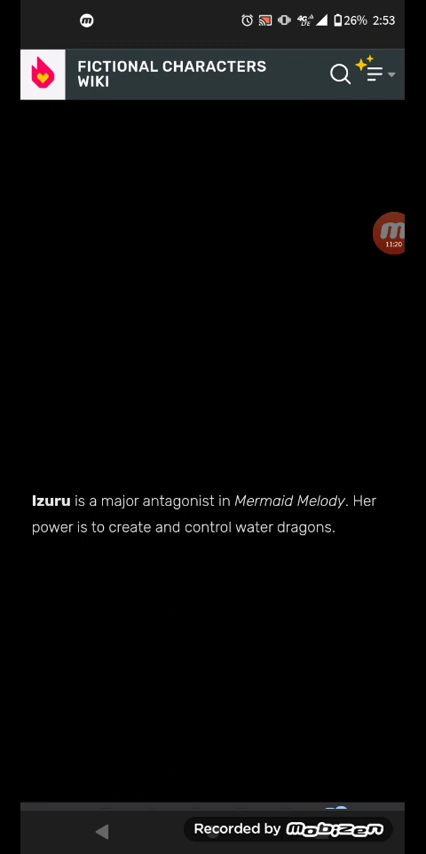 26% 2:53
FICTIONAL CHARACTERS
WIKI
11:20
Izuru is a major antagonist in Mermaid Melody. Her
power is to create and control water dragons.
Recorded by mobizen